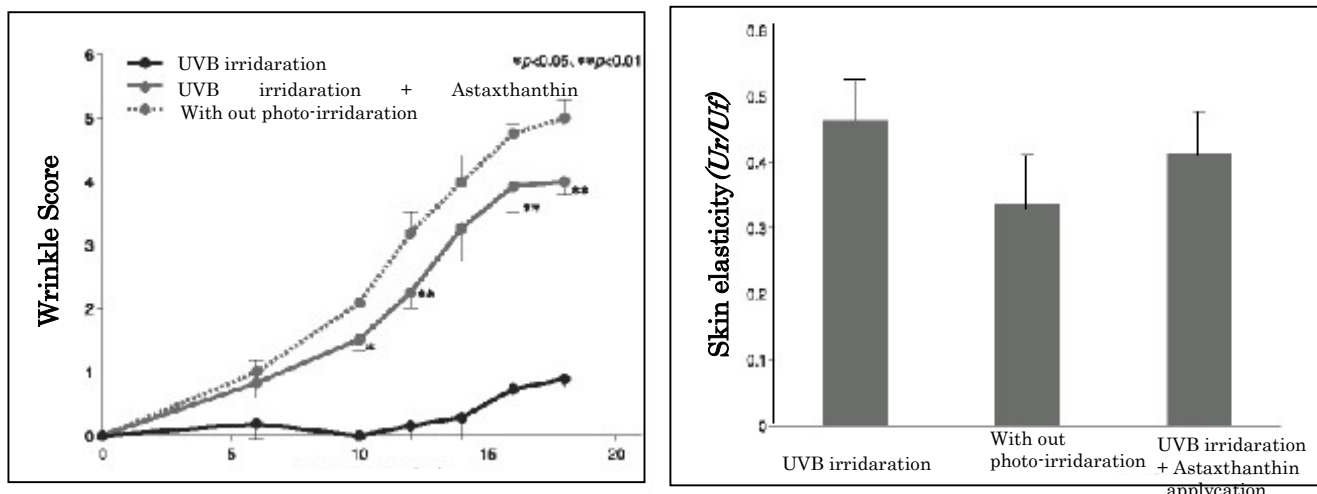 6
5
4
3
2
1
0
Wrinkle Score
UVB irridaration
UVB irridaration + Astaxthanthin
With out photo-irridaration
*p<0.05, **p<0.01
**
**
**
*
0 5 10 15 20
0.6
0.5
0.4
0.3
0.2
0.1
0
Skin elasticity (Ur/Uf)
UVB irridaration
With out
photo-irridaration
UVB irridaration
+ Astaxthanthin
applycation